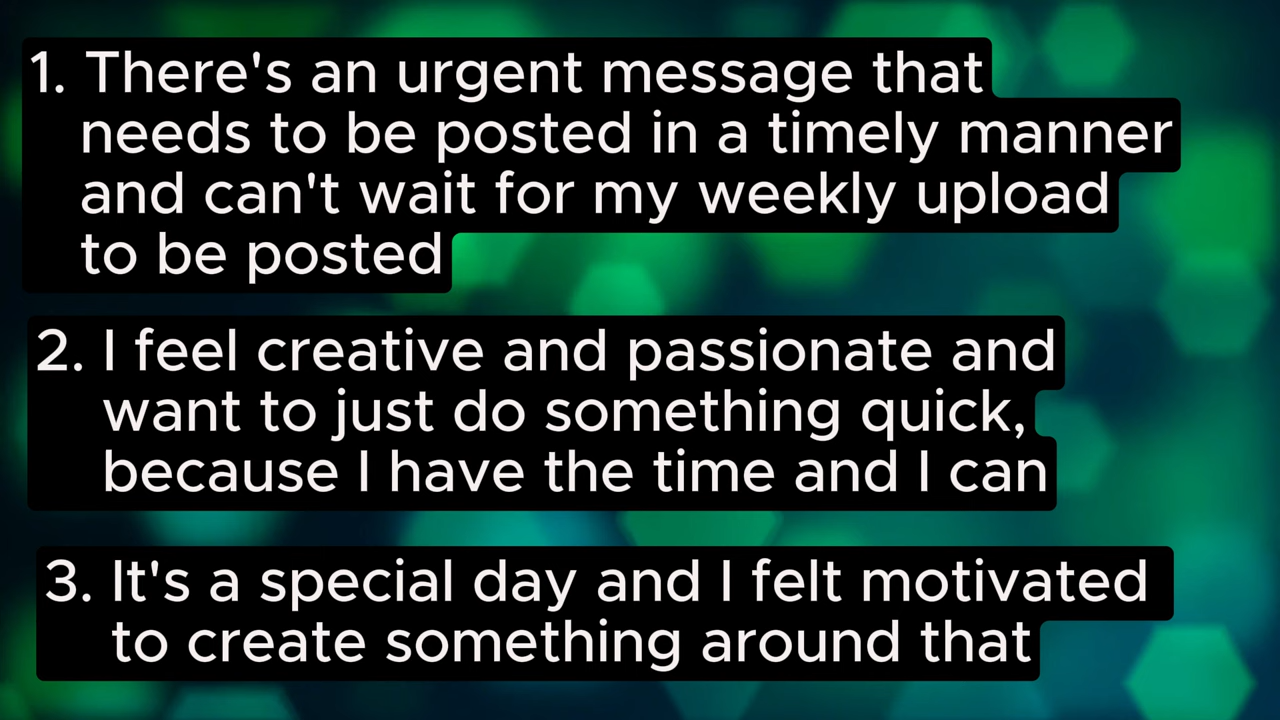 1. There's an urgent message that
needs to be posted in a timely manner
and can't wait for my weekly upload
to be posted
2. I feel creative and passionate and
want to just do something quick,
because I have the time and I can
3. It's a special day and I felt motivated
to create something around that